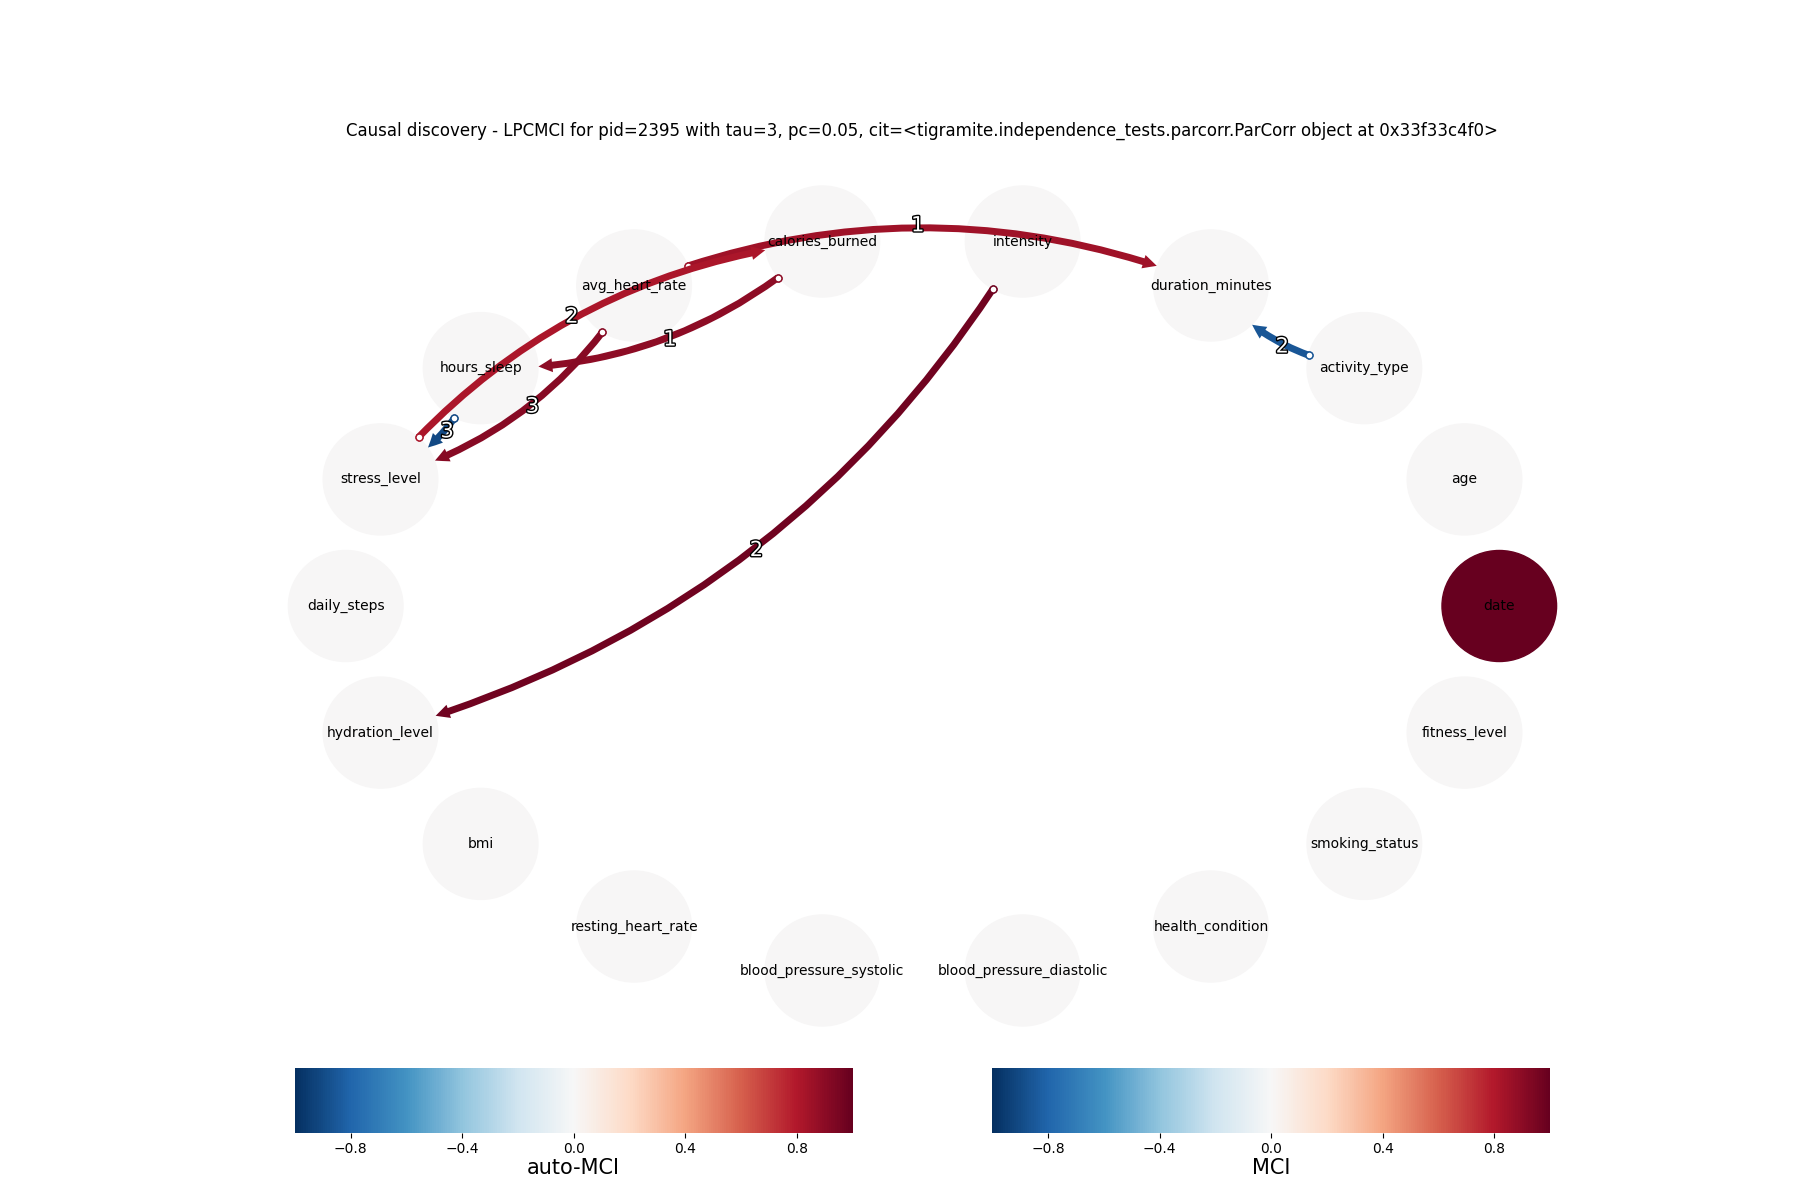 Causal discovery - LPCMCI for pid=2395 with tau=3, pc=0.05, cit=<tigramite.independence_tests.parcorr.ParCorr object at 0x33f33c4f0>
1
calories_burned
intensity
avg_heart_rate
duration_minutes
2
1
2
hours_sleep
activity_type
3
3
stress_level
age
2
daily_steps
date
hydration_level
fitness_level
bmi
smoking_status
resting_heart_rate
health_condition
blood_pressure_systolic
blood_pressure_diastolic
−0.8 −0.4 0.0 0.4 0.8
auto-MCI
−0.8 −0.4 0.0 0.4 0.8
MCI